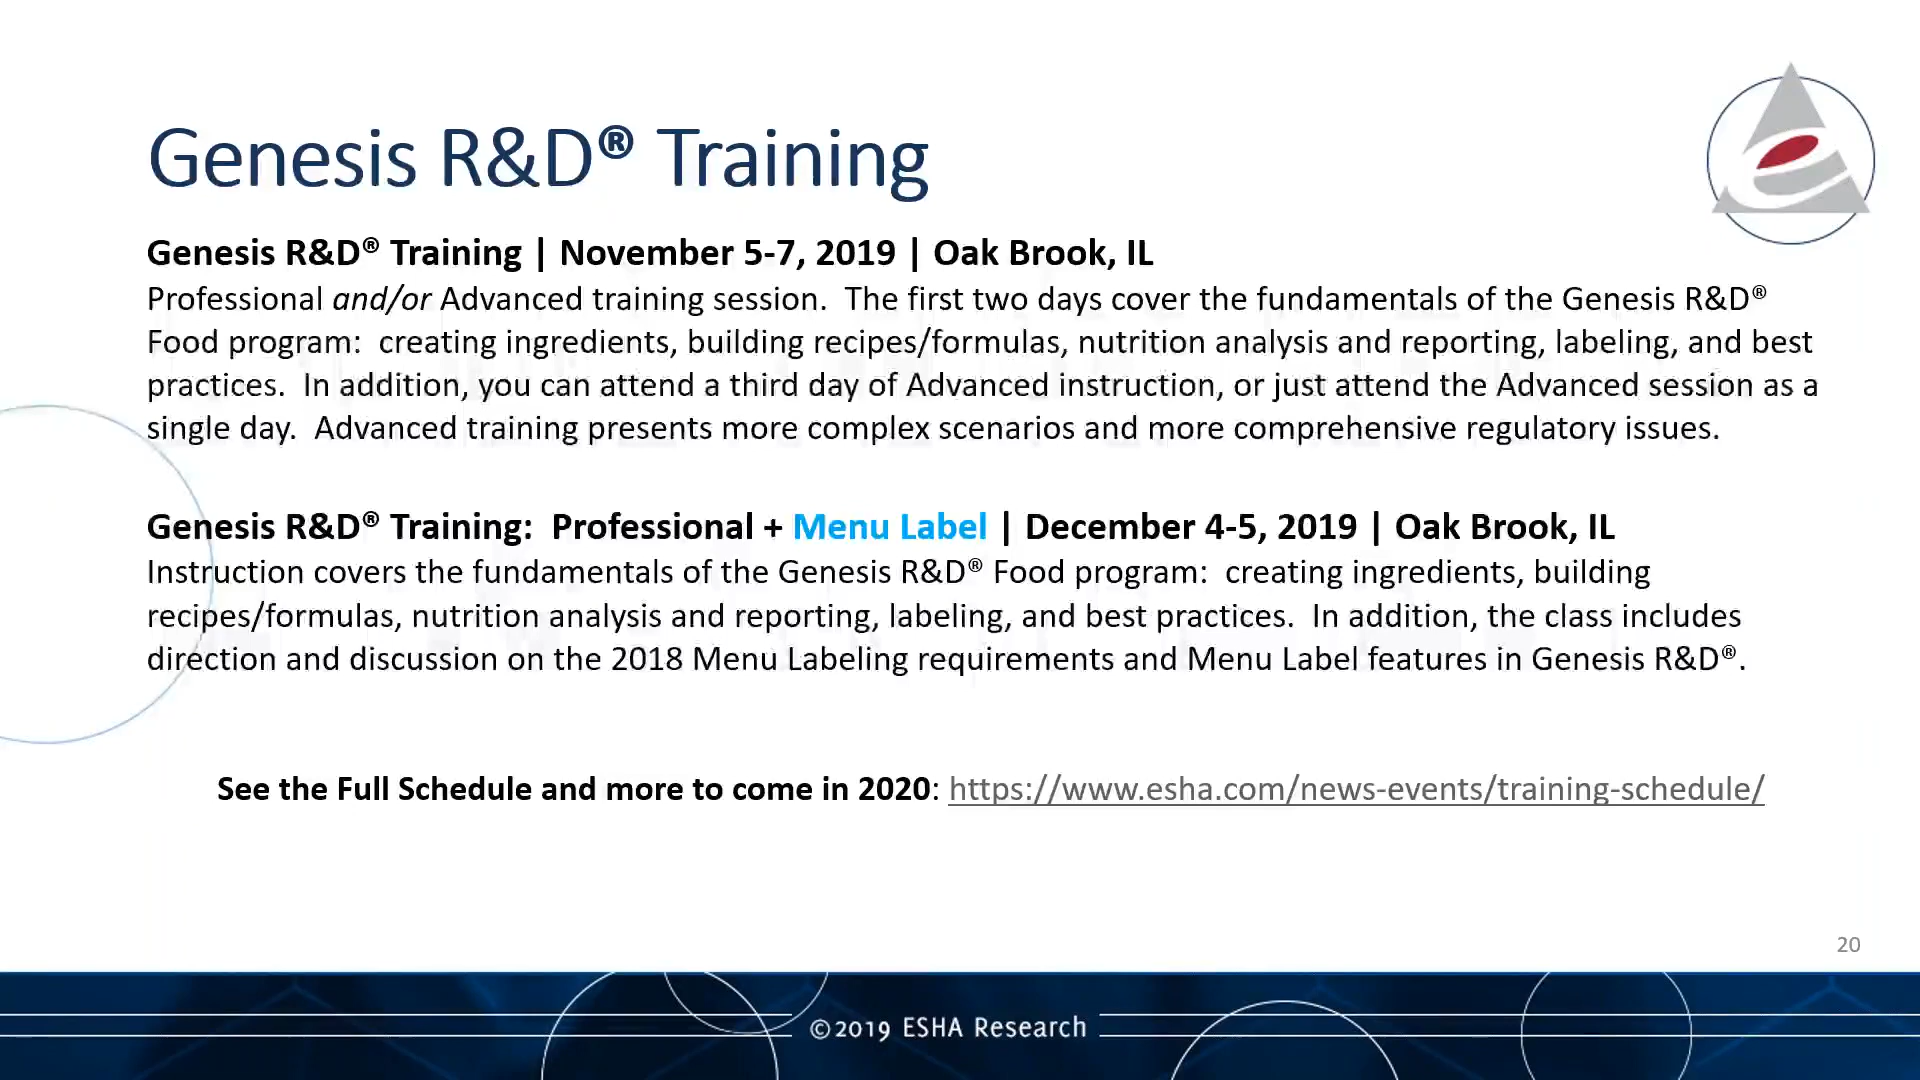 Genesis R&D® Training
Genesis R&D® Training | November 5-7, 2019 | Oak Brook, IL
Professional and/or Advanced training session.  The first two days cover the fundamentals of the Genesis R&D®
Food program:  creating ingredients, building recipes/formulas, nutrition analysis and reporting, labeling, and best
practices.  In addition, you can attend a third day of Advanced instruction, or just attend the Advanced session as a
single day.  Advanced training presents more complex scenarios and more comprehensive regulatory issues.
Genesis R&D® Training:  Professional + Menu Label | December 4-5, 2019 | Oak Brook, IL
Instruction covers the fundamentals of the Genesis R&D® Food program:  creating ingredients, building
recipes/formulas, nutrition analysis and reporting, labeling, and best practices.  In addition, the class includes
direction and discussion on the 2018 Menu Labeling requirements and Menu Label features in Genesis R&D®.
See the Full Schedule and more to come in 2020: https://www.esha.com/news-events/training-schedule/
20
©2019 ESHA Research